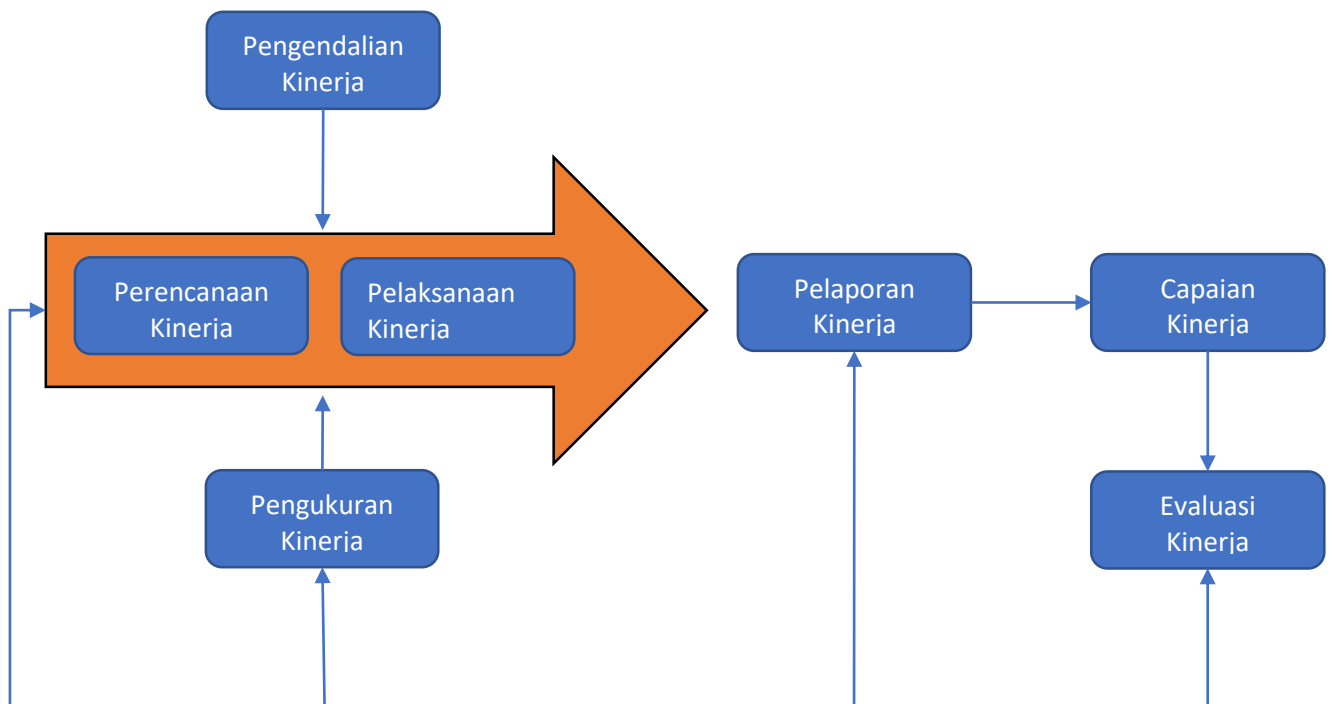 Pengendalian
Kinerja
Perencanaan
Kinerja
Pelaksanaan
Kinerja
Pelaporan
Kinerja
Capaian
Kinerja
Pengukuran
Kinerja
Evaluasi
Kinerja